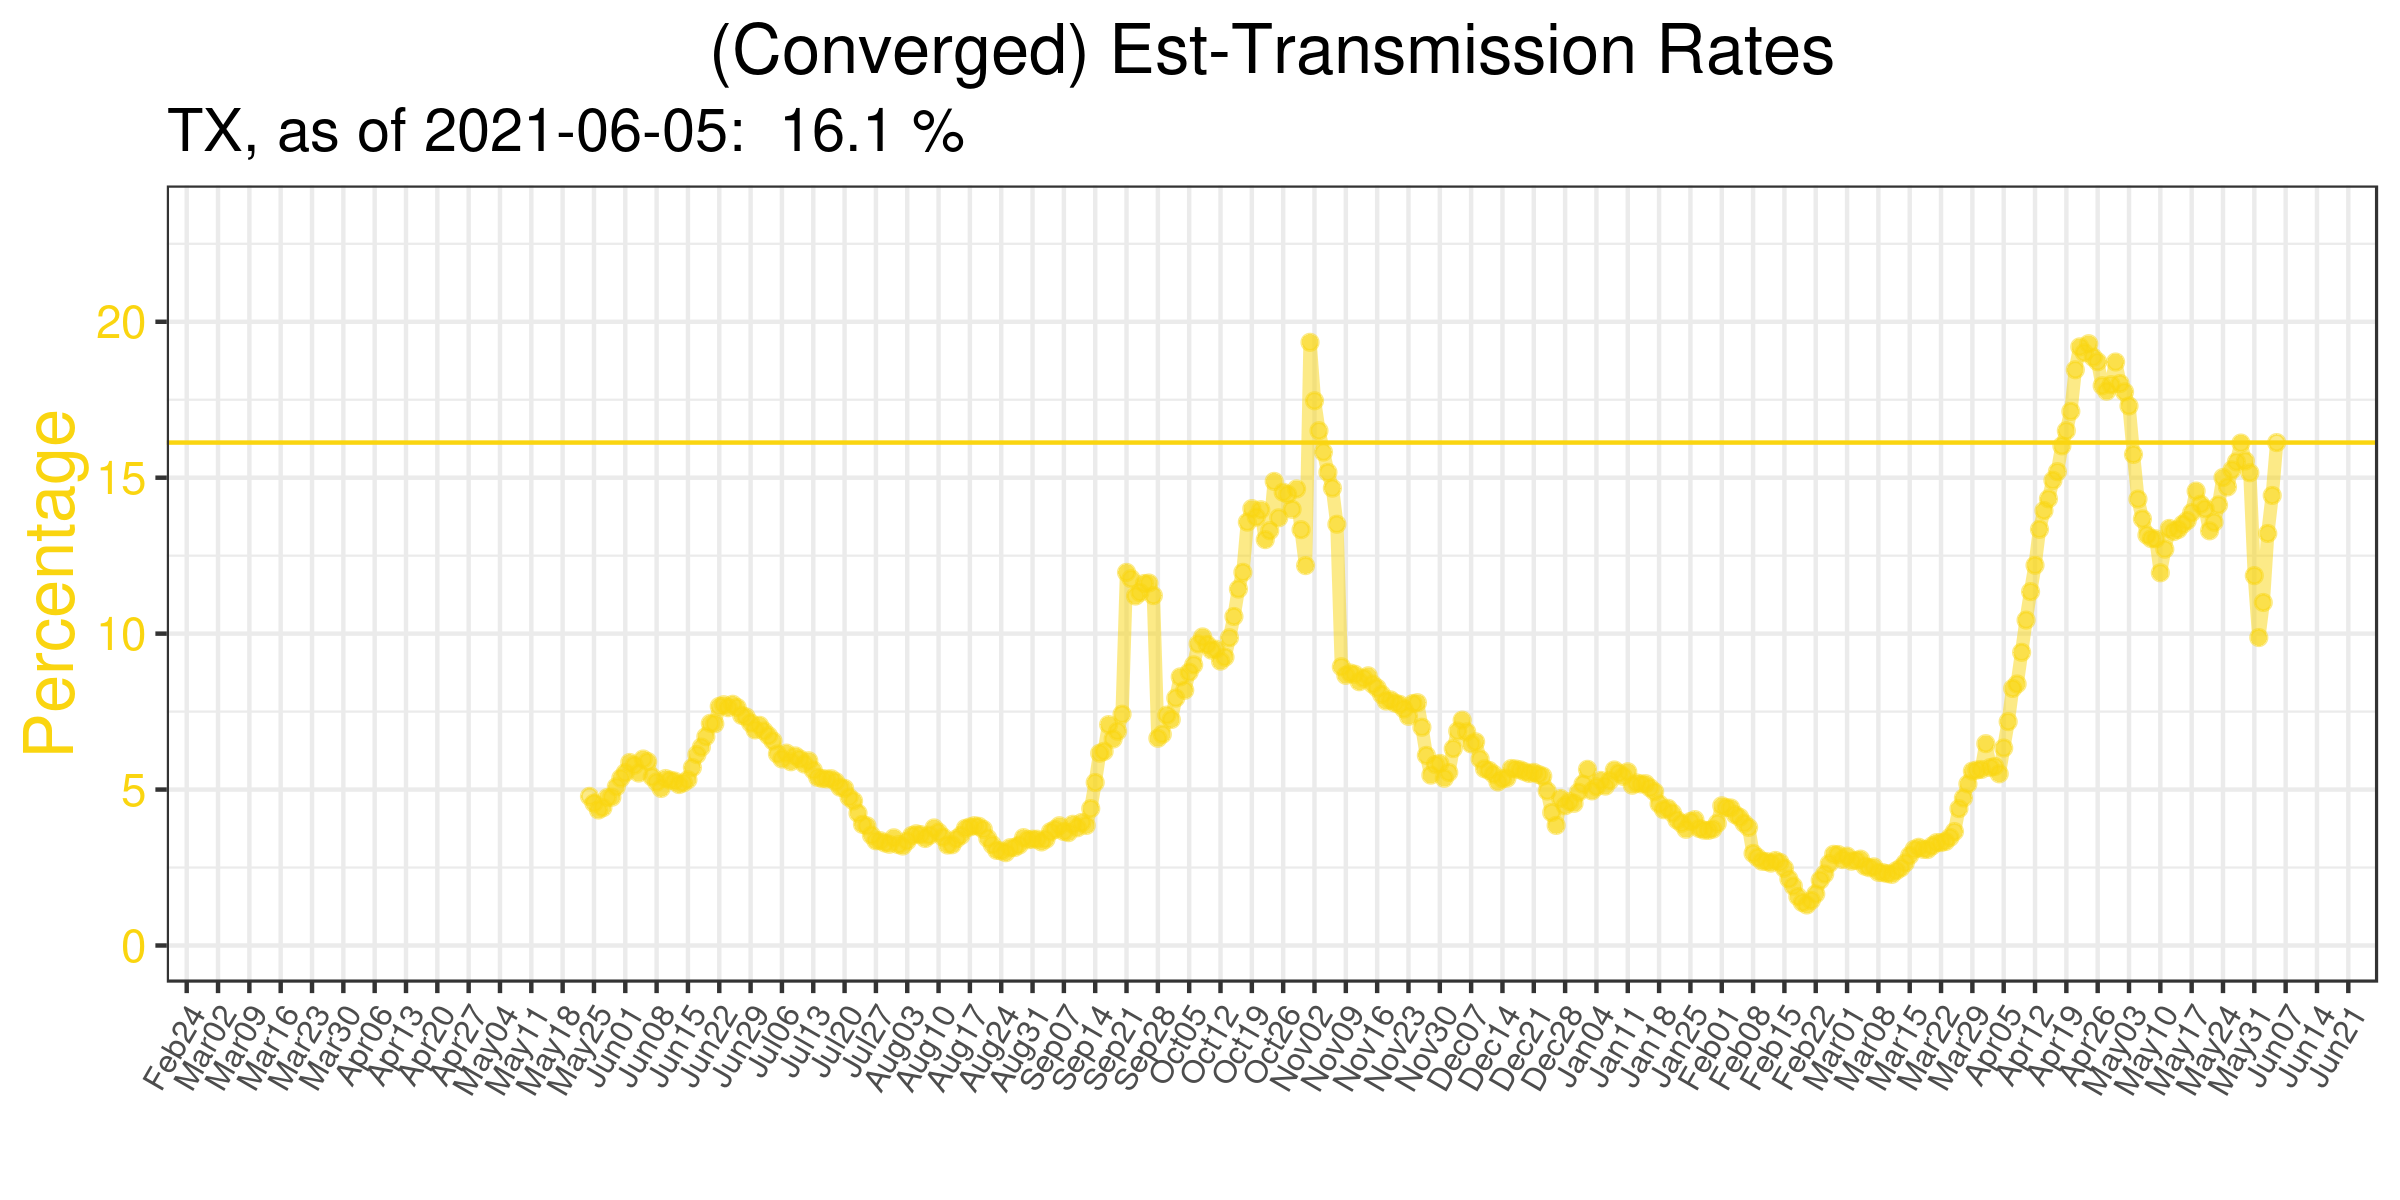 (Converged) Est-Transmission Rates
TX, as of 2021-06-05:  16.1 %
Percentage
20
15
10
5
0
Feb24
Mar02
Mar09
Mar16
Mar23
Mar30
Apr06
Apr13
Apr20
Apr27
May04
May11
May18
May25
Jun01
Jun08
Jun15
Jun22
Jun29
Jul06
Jul13
Jul20
Jul27
Aug03
Aug10
Aug17
Aug24
Aug31
Sep07
Sep14
Sep21
Sep28
Oct05
Oct12
Oct19
Oct26
Nov02
Nov09
Nov16
Nov23
Nov30
Dec07
Dec14
Dec21
Dec28
Jan04
Jan11
Jan18
Jan25
Feb01
Feb08
Feb15
Feb22
Mar01
Mar08
Mar15
Mar22
Mar29
Apr05
Apr12
Apr19
Apr26
May03
May10
May17
May24
May31
Jun07
Jun14
Jun21